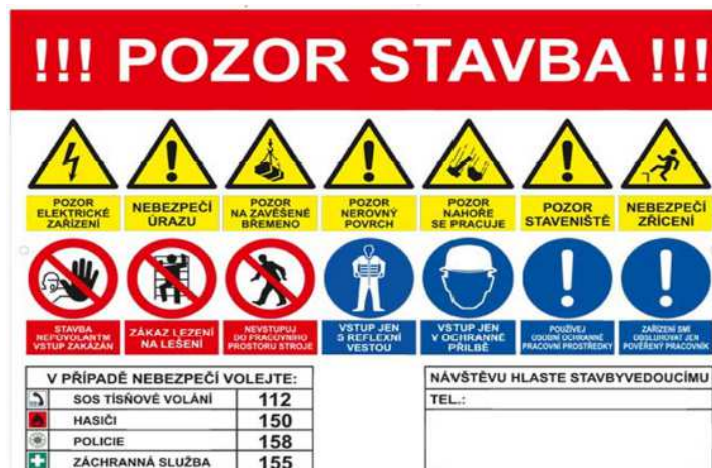 !!! POZOR STAVBA !!!
POZOR
ELEKTRICKÉ
ZAŘÍZENÍ
NEBEZPEČÍ
ÚRAZU
POZOR
NA ZAVĚŠENÉ
BŘEMENO
POZOR
NEROVNÝ
POVRCH
POZOR
NAHOŘE
SE PRACUJE
POZOR
STAVENIŠTĚ
NEBEZPEČÍ
ZŘÍCENÍ
STAVBA
NEPOVOLANÝM
VSTUP ZAKÁZÁN
ZÁKAZ LEZENÍ
NA LEŠENÍ
NEVSTUPUJ
DO PRACOVNÍHO
PROSTORU STROJE
VSTUP JEN
S REFLEXNÍ
VESTOU
VSTUP JEN
V OCHRANNÉ
PŘILBĚ
POUŽÍVEJ
OSOBNÍ OCHRANNÉ
PRACOVNÍ PROSTŘEDKY
ZAŘÍZENÍ SMÍ
OBSLUHOVAT JEN
POVĚŘENÝ PRACOVNÍK
V PŘÍPADĚ NEBEZPEČÍ VOLEJTE:
SOS TÍSŇOVÉ VOLÁNÍ 112
HASIČI 150
POLICIE 158
ZÁCHRANNÁ SLUŽBA 155
NÁVŠTĚVU HLASTE STAVBYVEDOUCÍMU
TEL.: